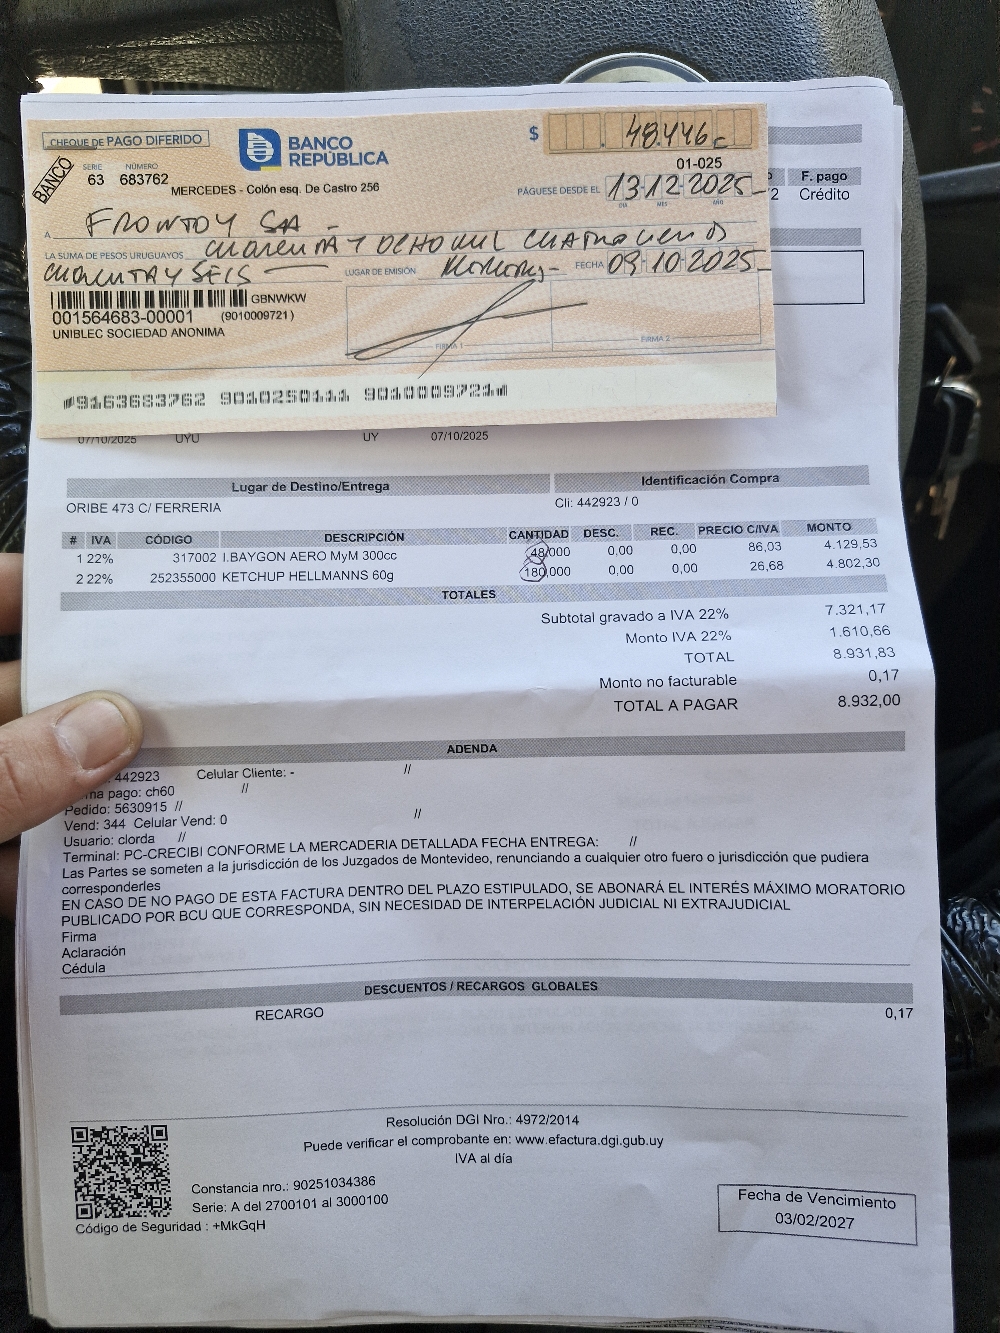 CHEQUE DE PAGO DIFERIDO
BANCO
SERIE NÚMERO
63 683762
BANCO
REPÚBLICA
MERCEDES - Colón esq. De Castro 256
$ 48.446
01-025
PÁGUESE DESDE EL 13-12-2025
DIA MES AÑO
A FRONTOY SA -
LA SUMA DE PESOS URUGUAYOS CUARENTA Y OCHO MIL CUATROCIENTOS
CUARENTA Y SEIS
LUGAR DE EMISIÓN FECHA 09-10-2025
GBNWKW
001564683-00001 (9010009721)
UNIBLEC SOCIEDAD ANONIMA
FIRMA 1 FIRMA 2
9163683762 9010250111 9010009721
F. pago
2 Crédito
07/10/2025 UYU UY 07/10/2025
Lugar de Destino/Entrega Identificación Compra
ORIBE 473 C/ FERRERIA Cli: 442923 / 0
# IVA CÓDIGO DESCRIPCIÓN CANTIDAD DESC. REC. PRECIO C/IVA MONTO
1 22% 317002 I.BAYGON AERO MyM 300cc 48,000 0,00 0,00 86,03 4.129,53
2 22% 252355000 KETCHUP HELLMANNS 60g 180,000 0,00 0,00 26,68 4.802,30
TOTALES
Subtotal gravado a IVA 22% 7.321,17
Monto IVA 22% 1.610,66
TOTAL 8.931,83
Monto no facturable 0,17
TOTAL A PAGAR 8.932,00
ADENDA
442923 Celular Cliente: - //
ma pago: ch60 //
Pedido: 5630915 //
Vend: 344 Celular Vend: 0 //
Usuario: clorda //
Terminal: PC-CRECIBI CONFORME LA MERCADERIA DETALLADA FECHA ENTREGA: //
Las Partes se someten a la jurisdicción de los Juzgados de Montevideo, renunciando a cualquier otro fuero o jurisdicción que pudiera
corresponderles
EN CASO DE NO PAGO DE ESTA FACTURA DENTRO DEL PLAZO ESTIPULADO, SE ABONARÁ EL INTERÉS MÁXIMO MORATORIO
PUBLICADO POR BCU QUE CORRESPONDA, SIN NECESIDAD DE INTERPELACIÓN JUDICIAL NI EXTRAJUDICIAL
Firma
Aclaración
Cédula
DESCUENTOS / RECARGOS GLOBALES
RECARGO 0,17
Resolución DGI Nro.: 4972/2014
Puede verificar el comprobante en: www.efactura.dgi.gub.uy
IVA al día
Constancia nro.: 90251034386
Serie: A del 2700101 al 3000100
Código de Seguridad : +MkGqH
Fecha de Vencimiento
03/02/2027